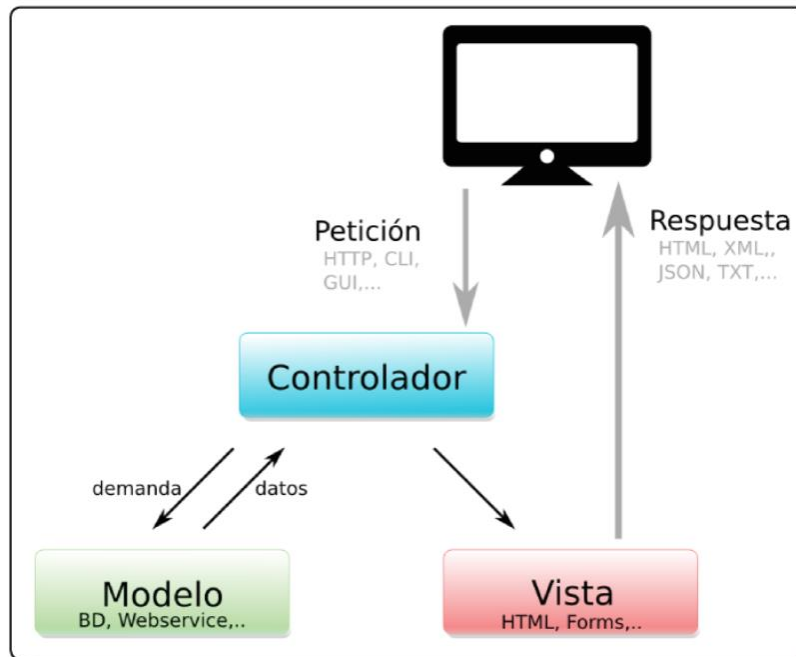 Petición
HTTP, CLI,
GUI,...
Respuesta
HTML, XML,,
JSON, TXT,...
Controlador
demanda
datos
Modelo
BD, Webservice,..
Vista
HTML, Forms,..